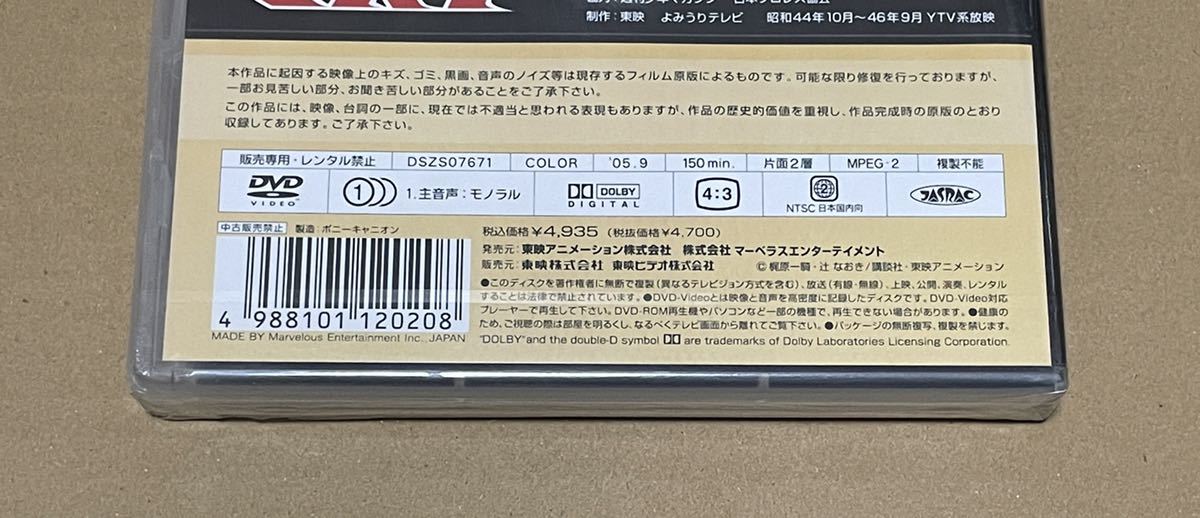 制作：東映　よみうりテレビ　昭和44年10月〜46年9月 YTV系放映
本作品に起因する映像上のキズ、ゴミ、黒画、音声のノイズ等は現存するフィルム原版によるものです。可能な限り修復を行っておりますが、
一部お見苦しい部分、お聞き苦しい部分があることをご了承下さい。
この作品には、映像、台詞の一部に、現在では不適当と思われる表現もありますが、作品の歴史的価値を重視し、作品完成時の原版のとおり
収録してあります。ご了承下さい。
販売専用・レンタル禁止 DSZS07671 COLOR '05.9 150 min. 片面2層 MPEG-2 複製不能
DVD VIDEO 1 1. 主音声：モノラル DOLBY DIGITAL 4:3 2 NTSC 日本国内向 JASRAC
中古販売禁止 製造：ポニーキャニオン
4 988101 120208
MADE BY Marvelous Entertainment Inc., JAPAN
税込価格￥4,935 (税抜価格￥4,700)
発売元：東映アニメーション株式会社　株式会社 マーベラスエンターテイメント
販売元：東映株式会社 東映ビデオ株式会社　©梶原一騎・辻 なおき/講談社・東映アニメーション
●このディスクを著作権者に無断で複製(異なるテレビジョン方式を含む)、放送(有線・無線)、上映、公開、演奏、レンタル
することは法律で禁止されています。●DVD-Videoとは映像と音声を高密度に記録したディスクです。DVD-Video対応
プレーヤーで再生して下さい。DVD-ROM再生機やパソコンなど一部の機種で、再生できない場合があります。●健康の
ため、ご視聴の際は部屋を明るくし、なるべくテレビ画面から離れてご覧下さい。●パッケージの無断複写、複製を禁じます。
"DOLBY"and the double-D symbol are trademarks of Dolby Laboratories Licensing Corporation.